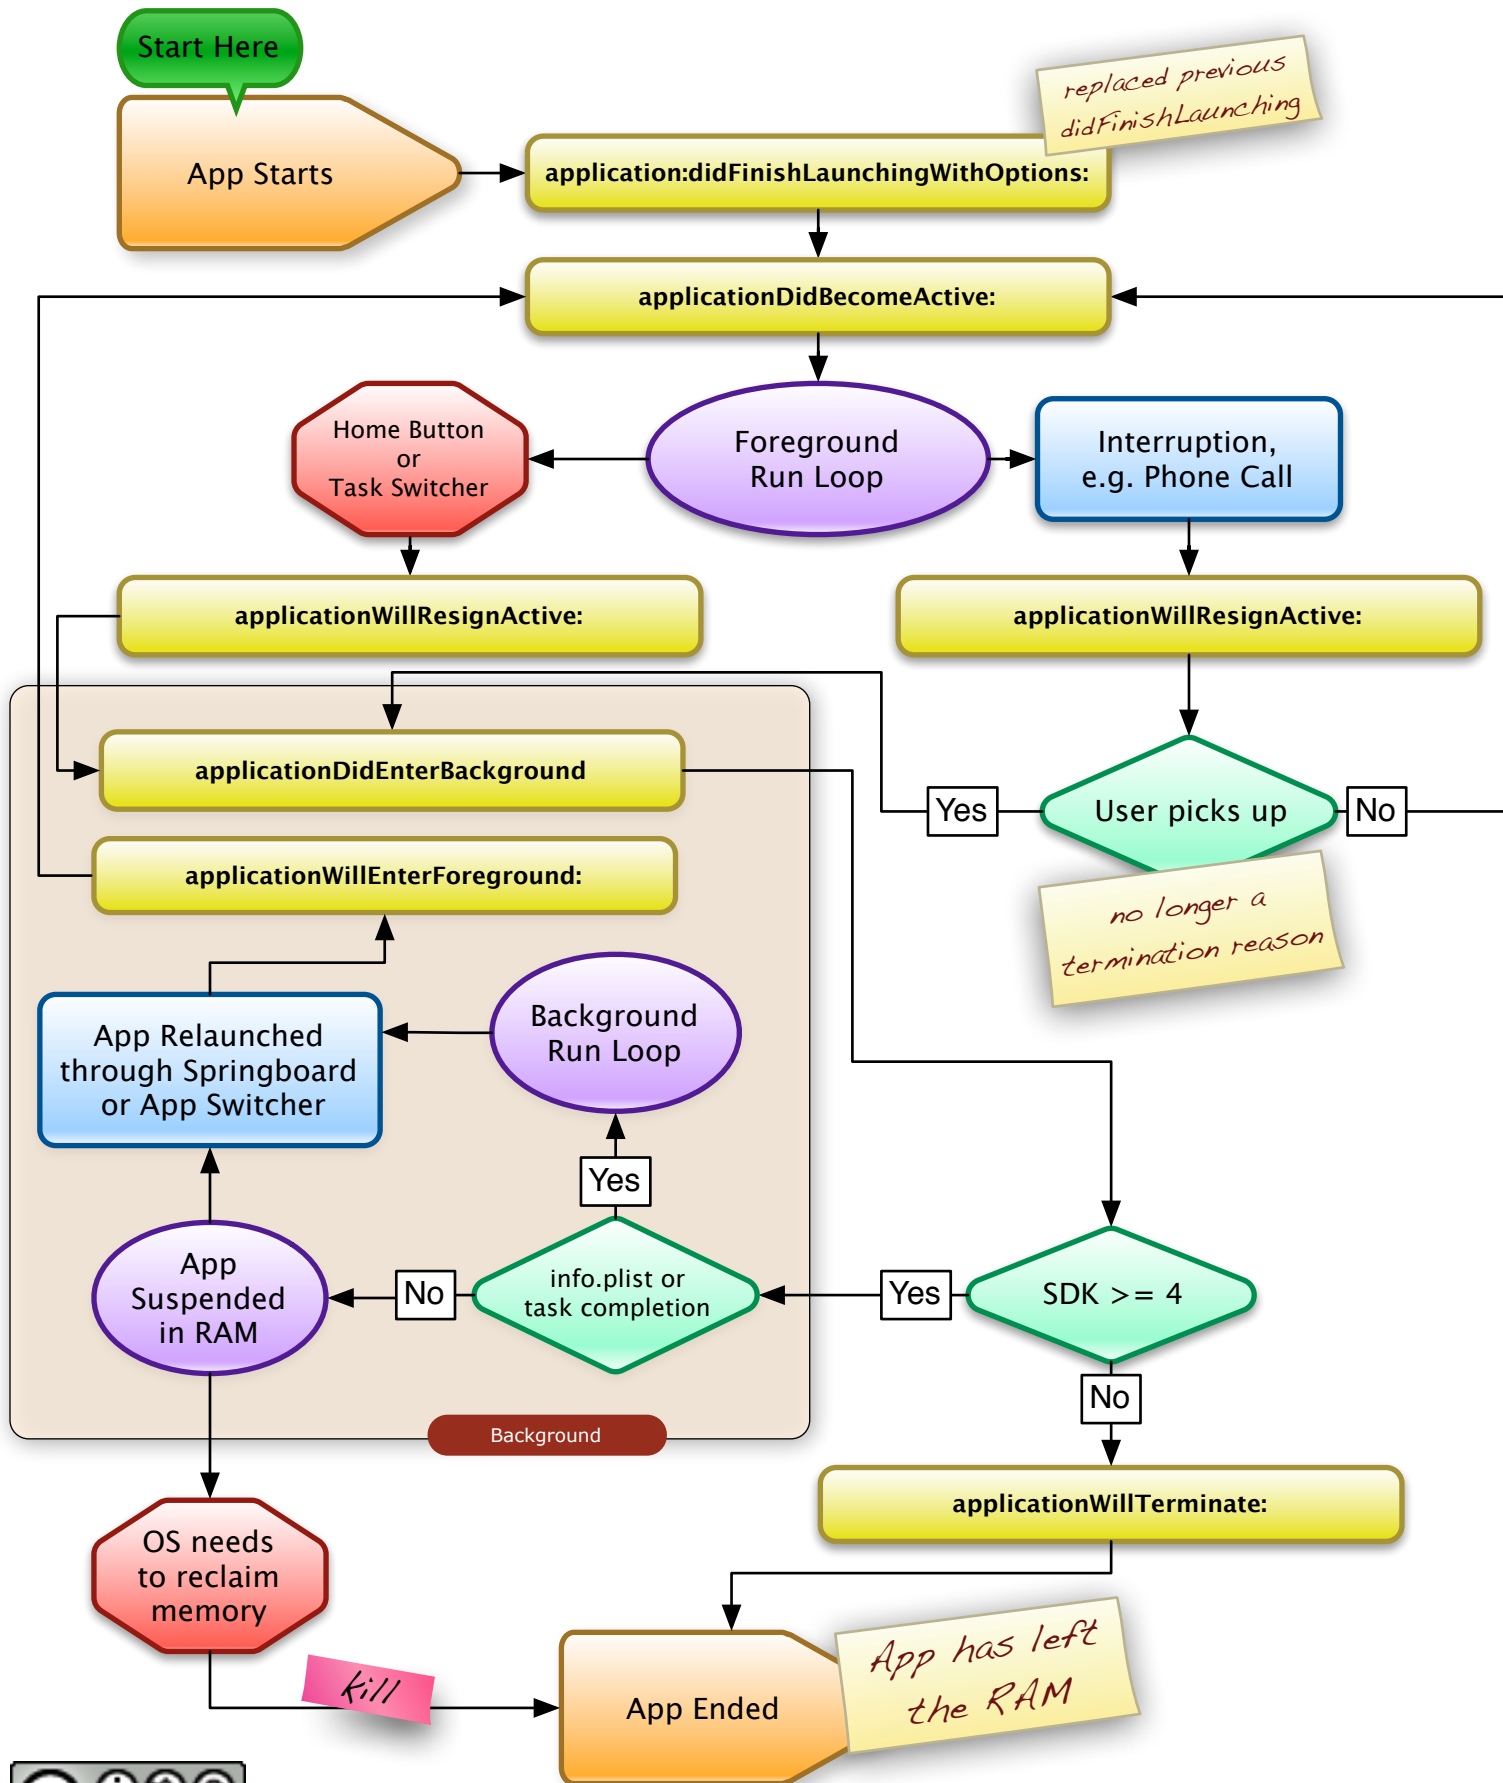 Start Here
replaced previous
didFinishLaunching
App Starts
application:didFinishLaunchingWithOptions:
applicationDidBecomeActive:
Home Button
or
Task Switcher
Foreground
Run Loop
Interruption,
e.g. Phone Call
applicationWillResignActive:
applicationWillResignActive:
applicationDidEnterBackground
Yes
User picks up
No
applicationWillEnterForeground:
no longer a
termination reason
App Relaunched
through Springboard
or App Switcher
Background
Run Loop
Yes
App
Suspended
in RAM
No
info.plist or
task completion
Yes
SDK >= 4
No
Background
applicationWillTerminate:
OS needs
to reclaim
memory
kill
App Ended
App has left
the RAM